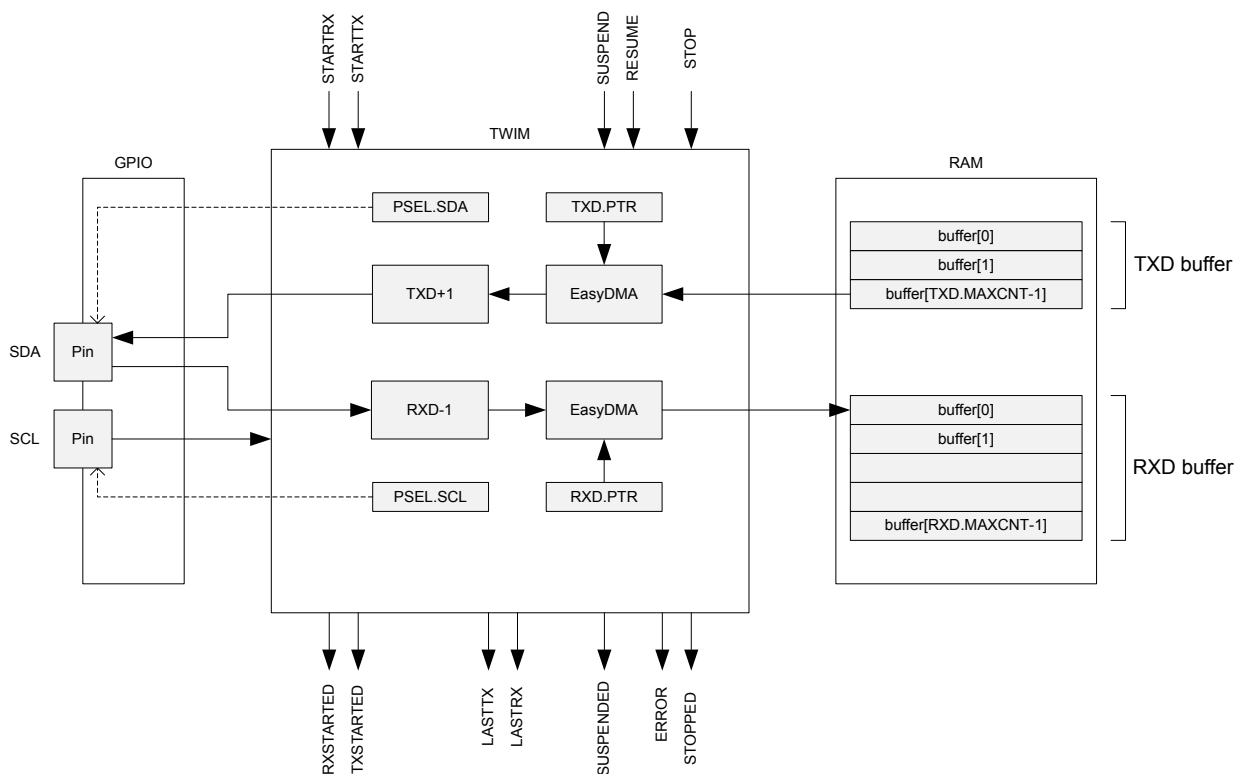 STARTRX
STARTTX
SUSPEND
RESUME
STOP
GPIO
TWIM
RAM
PSEL.SDA
TXD.PTR
buffer[0]
buffer[1]
buffer[TXD.MAXCNT-1]
TXD buffer
TXD+1
EasyDMA
SDA
Pin
RXD-1
EasyDMA
SCL
Pin
buffer[0]
buffer[1]
buffer[RXD.MAXCNT-1]
RXD buffer
PSEL.SCL
RXD.PTR
RXSTARTED
TXSTARTED
LASTTX
LASTRX
SUSPENDED
ERROR
STOPPED